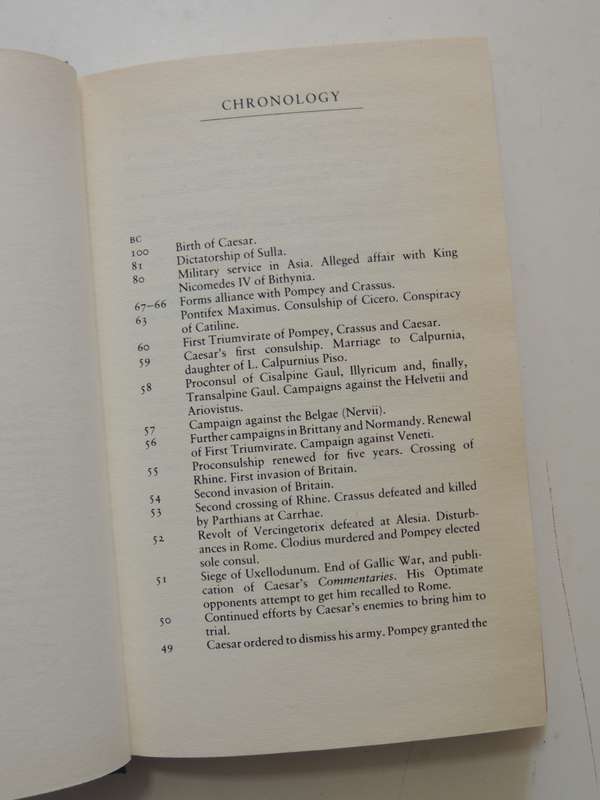 CHRONOLOGY
BC
100 Birth of Caesar.
81 Dictatorship of Sulla.
80 Military service in Asia. Alleged affair with King
Nicomedes IV of Bithynia.
67–66 Forms alliance with Pompey and Crassus.
63 Pontifex Maximus. Consulship of Cicero. Conspiracy
of Catiline.
60 First Triumvirate of Pompey, Crassus and Caesar.
59 Caesar's first consulship. Marriage to Calpurnia,
daughter of L. Calpurnius Piso.
58 Proconsul of Cisalpine Gaul, Illyricum and, finally,
Transalpine Gaul. Campaigns against the Helvetii and
Ariovistus.
57 Campaign against the Belgae (Nervii).
56 Further campaigns in Brittany and Normandy. Renewal
of First Triumvirate. Campaign against Veneti.
55 Proconsulship renewed for five years. Crossing of
Rhine. First invasion of Britain.
54 Second invasion of Britain.
53 Second crossing of Rhine. Crassus defeated and killed
by Parthians at Carrhae.
52 Revolt of Vercingetorix defeated at Alesia. Disturb-
ances in Rome. Clodius murdered and Pompey elected
sole consul.
51 Siege of Uxellodunum. End of Gallic War, and publi-
cation of Caesar's Commentaries. His Optimate
opponents attempt to get him recalled to Rome.
50 Continued efforts by Caesar's enemies to bring him to
trial.
49 Caesar ordered to dismiss his army. Pompey granted the